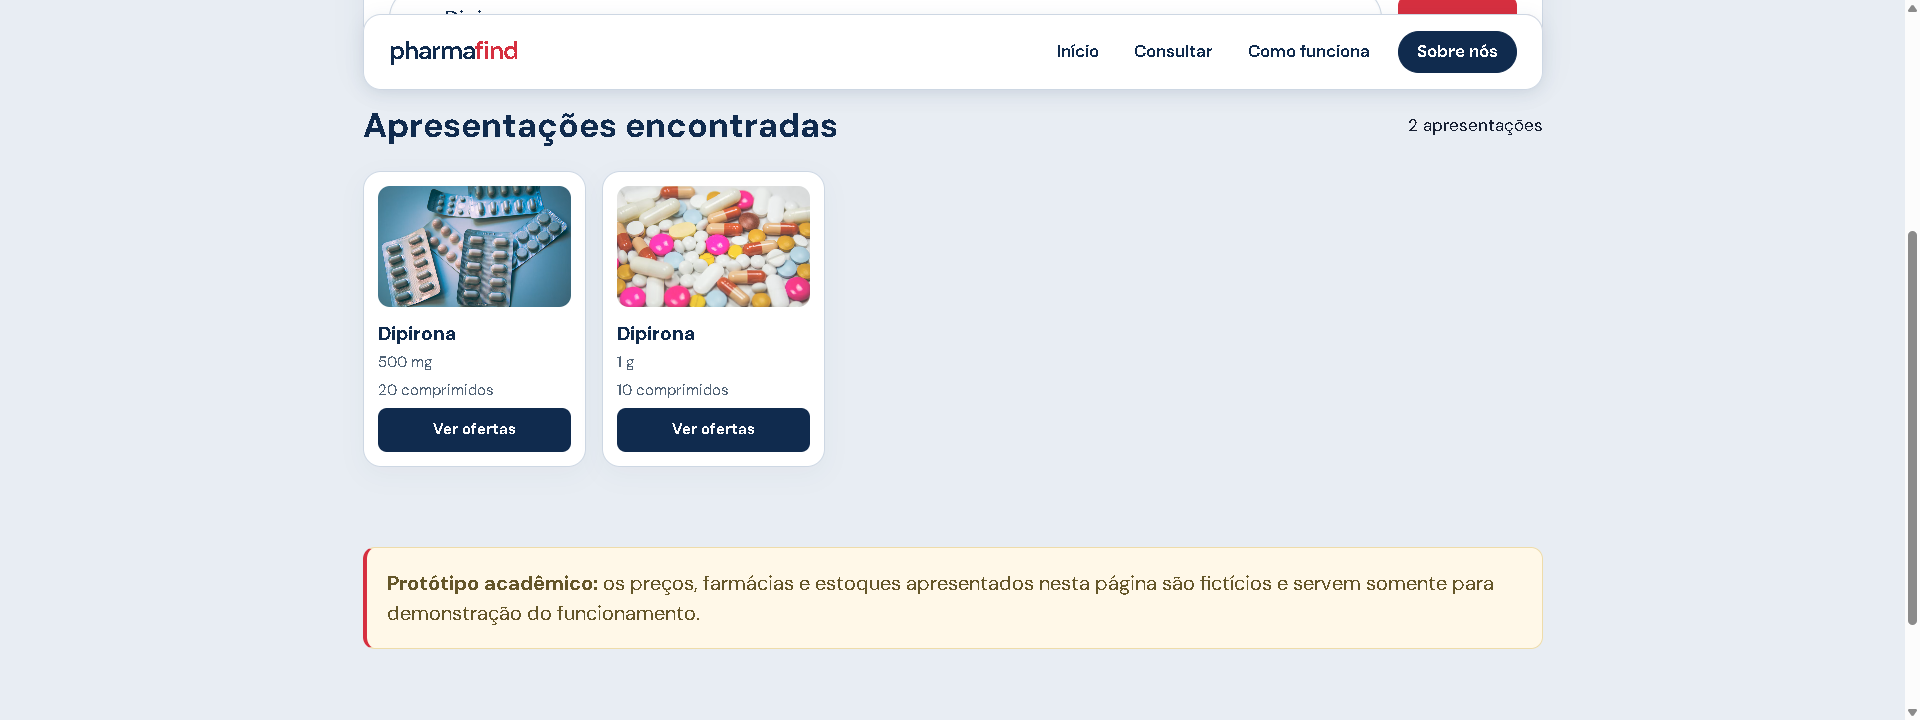 pharmafind
Início
Consultar
Como funciona
Sobre nós
Apresentações encontradas
2 apresentações
Dipirona
500 mg
20 comprimidos
Ver ofertas
Dipirona
1 g
10 comprimidos
Ver ofertas
Protótipo acadêmico: os preços, farmácias e estoques apresentados nesta página são fictícios e servem somente para
demonstração do funcionamento.